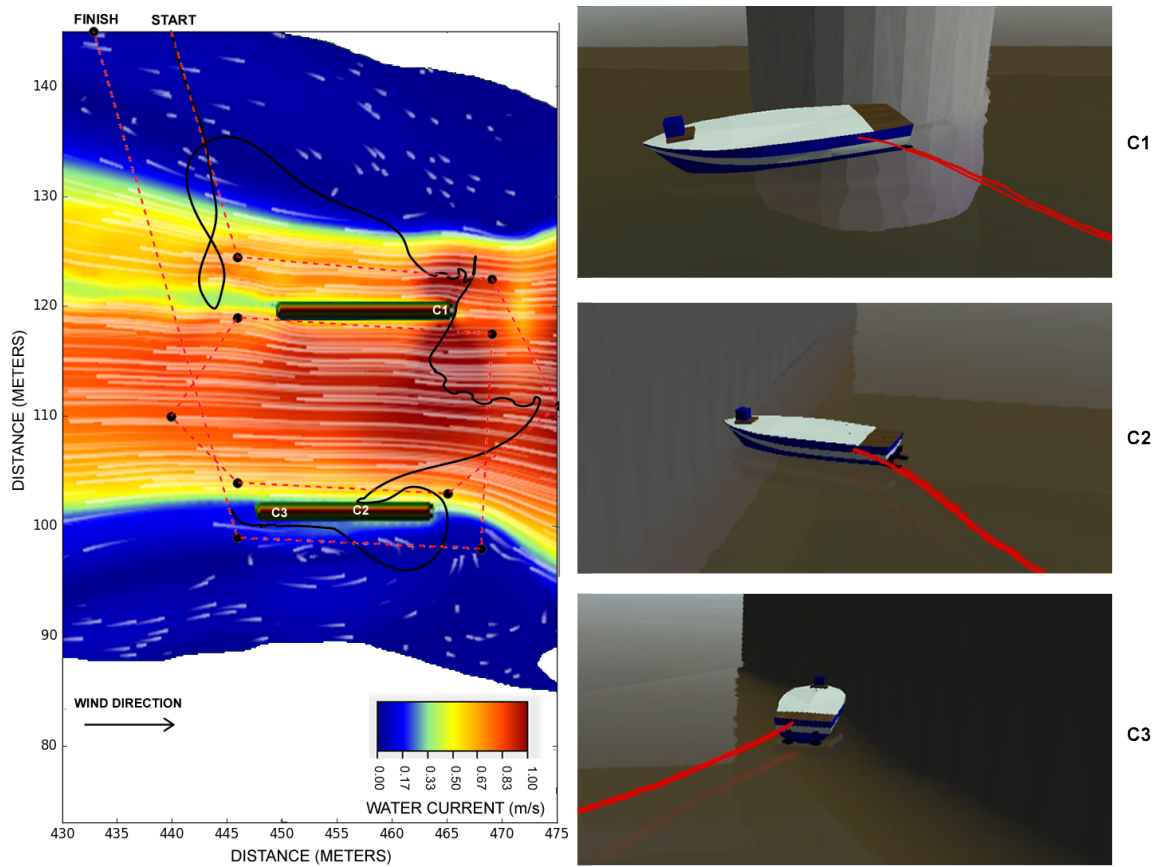 FINISH
START
C1
C2
C3
140
130
120
110
100
90
80
DISTANCE (METERS)
WIND DIRECTION
0.00
0.17
0.33
0.50
0.67
0.83
1.00
WATER CURRENT (m/s)
430
440
445
450
455
460
465
470
475
DISTANCE (METERS)
C1
C2
C3